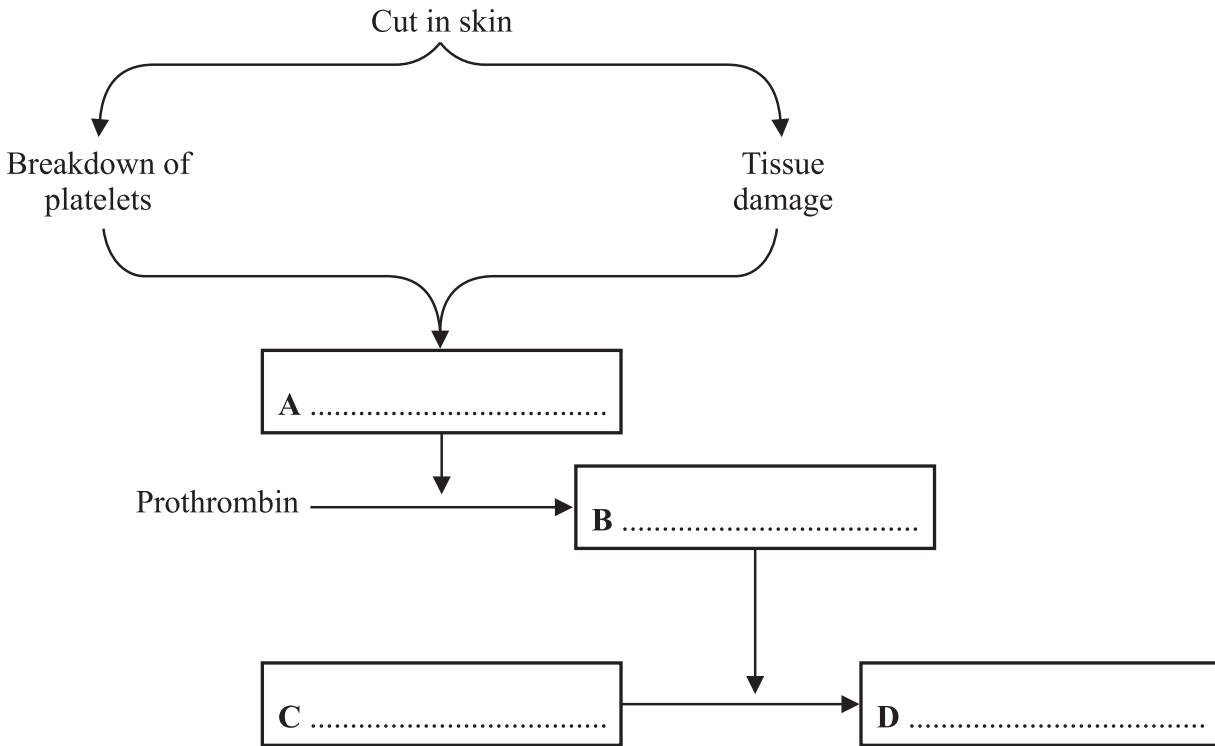 Cut in skin
Breakdown of
platelets
Tissue
damage
A .....................................
Prothrombin
B .....................................
C .....................................
D .....................................